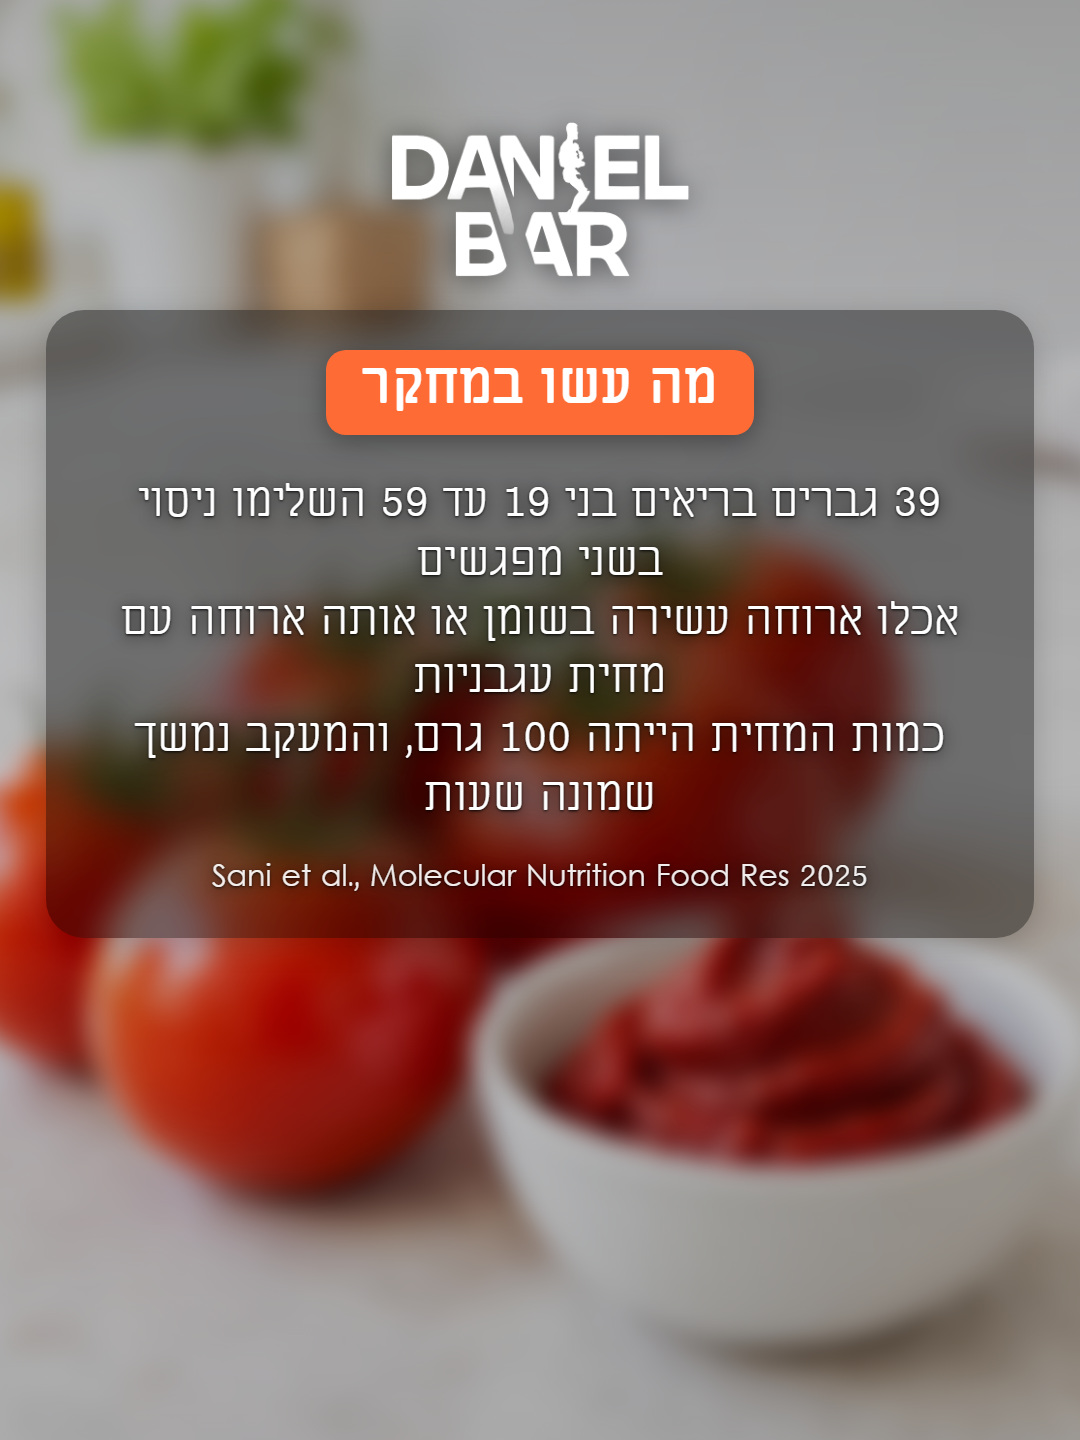 DANIEL
BAR
מה עשו במחקר
39 גברים בריאים בני 19 עד 59 השלימו ניסוי
בשני מפגשים
אכלו ארוחה עשירה בשומן או אותה ארוחה עם
מחית עגבניות
כמות המחית הייתה 100 גרם, והמעקב נמשך
שמונה שעות
Sani et al., Molecular Nutrition Food Res 2025